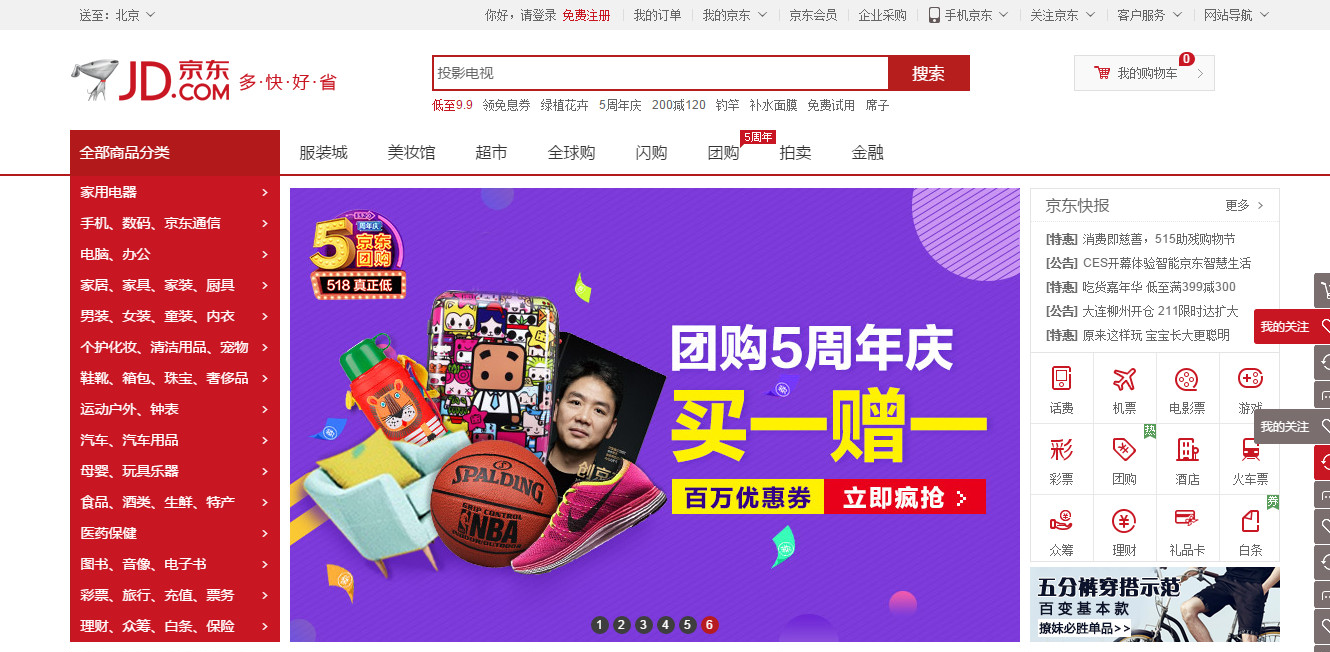 送至：北京
你好，请登录 免费注册 我的订单 我的京东 京东会员 企业采购 手机京东 关注京东 客户服务 网站导航
JD.COM 京东
多·快·好·省
投影电视 搜索
我的购物车 0
低至9.9 领免息券 绿植花卉 5周年庆 200减120 钓竿 补水面膜 免费试用 席子
全部商品分类 服装城 美妆馆 超市 全球购 闪购 团购 5周年 拍卖 金融
家用电器 >
手机、数码、京东通信 >
电脑、办公 >
家居、家具、家装、厨具 >
男装、女装、童装、内衣 >
个护化妆、清洁用品、宠物 >
鞋靴、箱包、珠宝、奢侈品 >
运动户外、钟表 >
汽车、汽车用品 >
母婴、玩具乐器 >
食品、酒类、生鲜、特产 >
医药保健 >
图书、音像、电子书 >
彩票、旅行、充值、票务 >
理财、众筹、白条、保险 >
5周年庆
京东
团购
518 真正低
团购5周年庆
买一赠一
百万优惠券 立即疯抢 >
创京
SPALDING
GRIP CONTROL
NBA
INDOOR/OUTDOOR
1 2 3 4 5 6
京东快报 更多 >
[特惠] 消费即慈善，515助残购物节
[公告] CES开幕体验智能京东智慧生活
[特惠] 吃货嘉年华 低至满399减300
[公告] 大连柳州开仓 211限时达扩大
[特惠] 原来这样玩 宝宝长大更聪明
我的关注
话费 机票 电影票 游戏
我的关注
热
彩 彩票 团购 酒店 火车票
券
众筹 理财 礼品卡 白条
五分裤穿搭示范
百变基本款
撩妹必胜单品>>